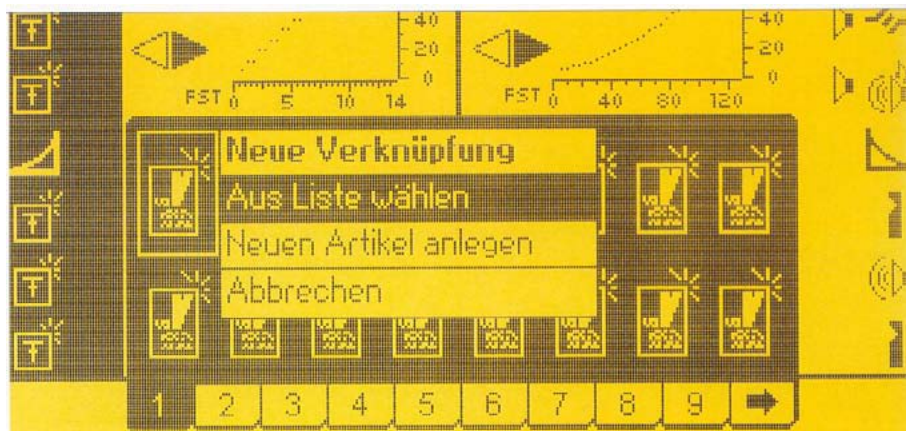 40
20
0
FST 0 5 10 14
40
20
0
FST 0 40 80 120
Neue Verknüpfung
Aus Liste wählen
Neuen Artikel anlegen
Abbrechen
1 2 3 4 5 6 7 8 9